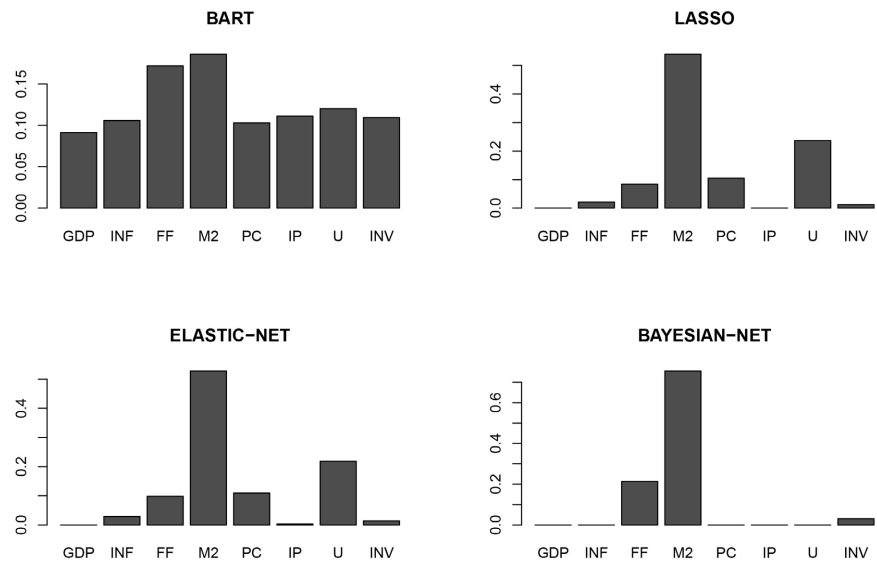 BART
0.00 0.05 0.10 0.15
GDP INF FF M2 PC IP U INV
LASSO
0.0 0.2 0.4
GDP INF FF M2 PC IP U INV
ELASTIC−NET
0.0 0.2 0.4
GDP INF FF M2 PC IP U INV
BAYESIAN−NET
0.0 0.2 0.4 0.6
GDP INF FF M2 PC IP U INV